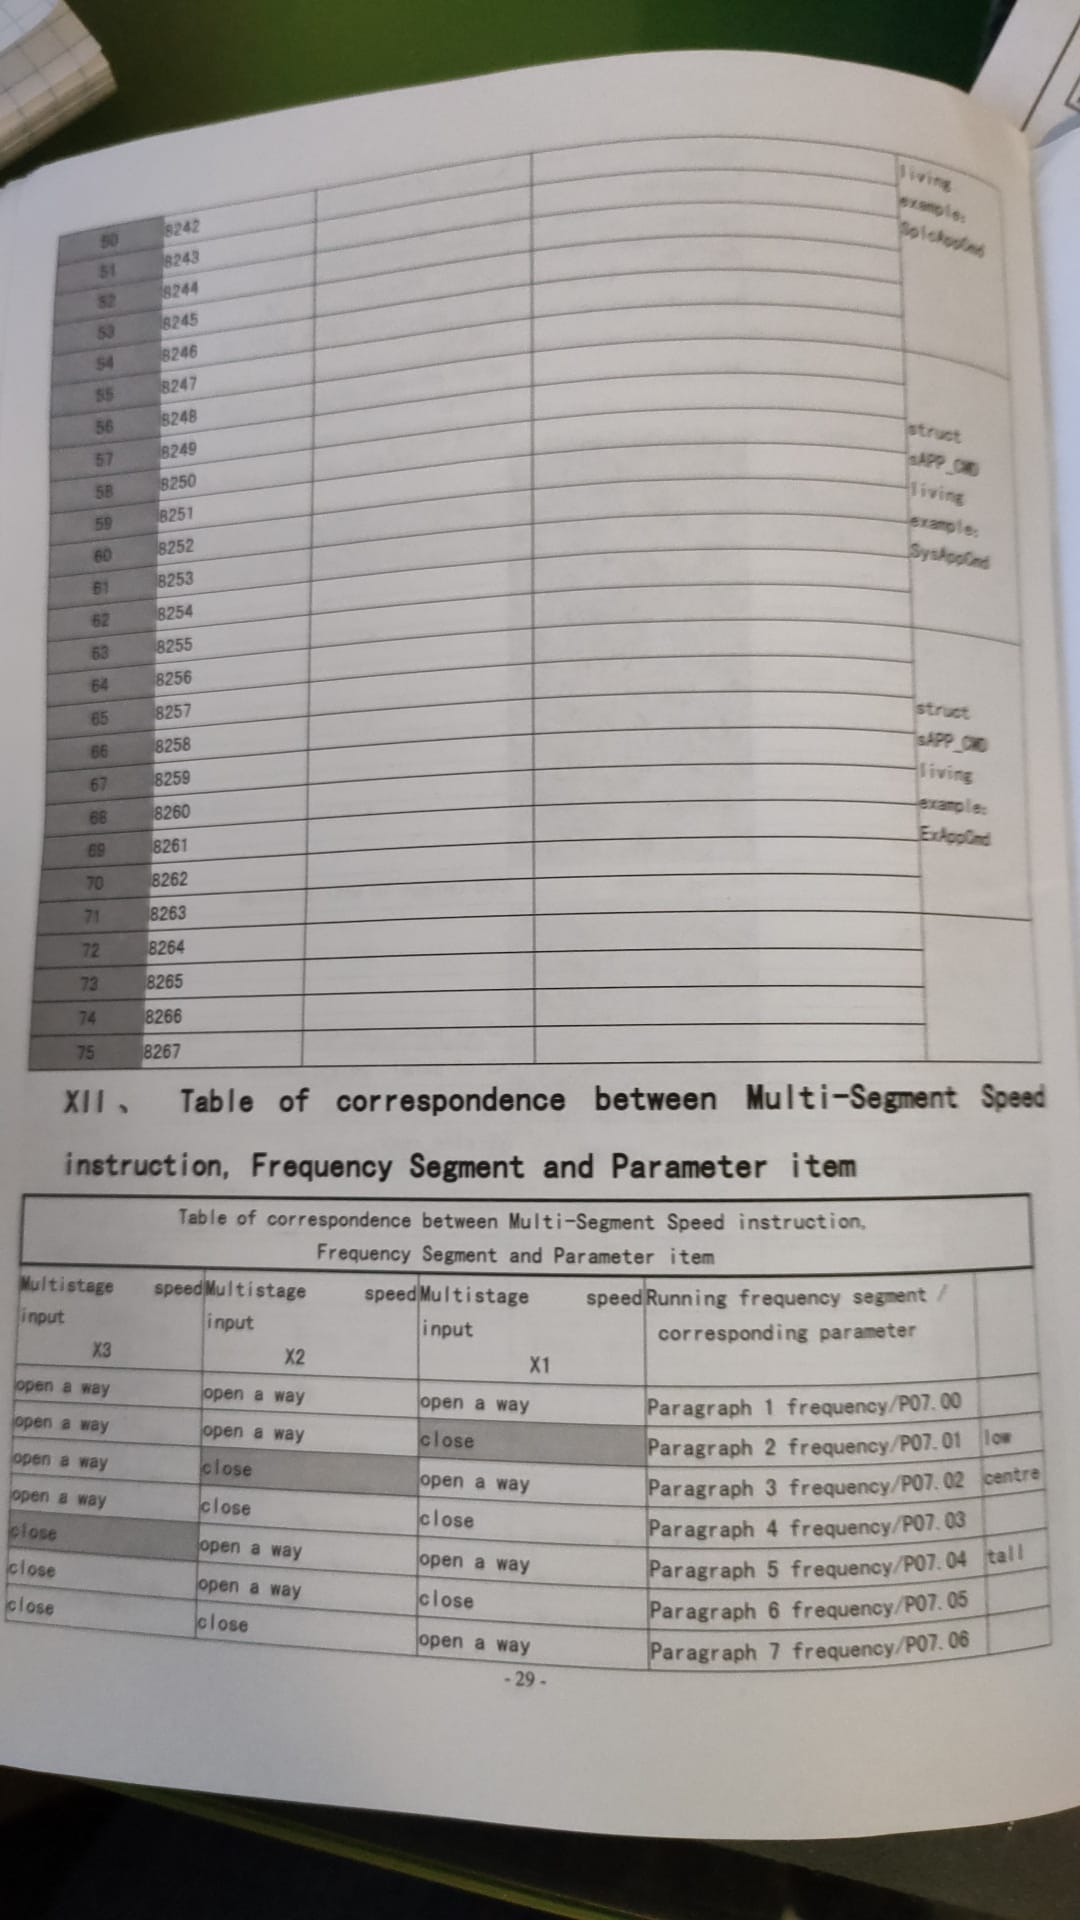 living
example:
SplsAppCmd
50 8242
51 8243
52 8244
53 8245
54 8246
55 8247
56 8248
57 8249
58 8250
59 8251
60 8252
61 8253
62 8254
63 8255
64 8256
65 8257
66 8258
67 8259
68 8260
69 8261
70 8262
71 8263
72 8264
73 8265
74 8266
75 8267
struct
sAPP_CMD
living
example:
SysAppCmd
struct
sAPP_CMD
living
example:
ExAppCmd
XII、 Table of correspondence between Multi-Segment Speed
instruction, Frequency Segment and Parameter item
Table of correspondence between Multi-Segment Speed instruction,
Frequency Segment and Parameter item
Multistage speed input X3 Multistage speed input X2 Multistage speed input X1 Running frequency segment / corresponding parameter
open a way open a way open a way Paragraph 1 frequency/P07.00
open a way open a way close Paragraph 2 frequency/P07.01 low
open a way close open a way Paragraph 3 frequency/P07.02 centre
open a way close close Paragraph 4 frequency/P07.03
close open a way open a way Paragraph 5 frequency/P07.04 tall
close open a way close Paragraph 6 frequency/P07.05
close close open a way Paragraph 7 frequency/P07.06
- 29 -